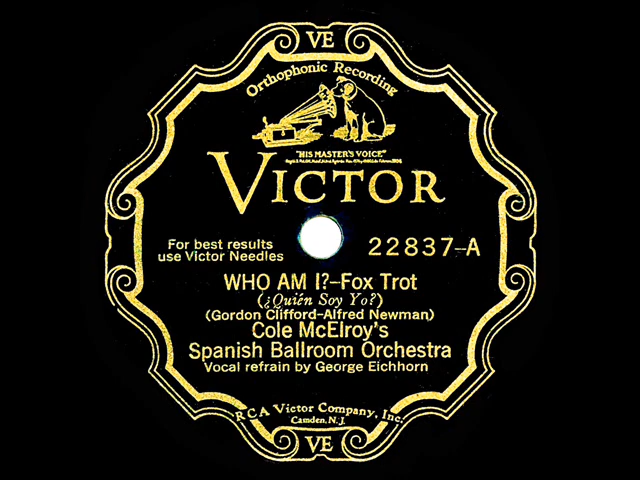 VE
Orthophonic Recording
"HIS MASTER'S VOICE"
VICTOR
For best results
use Victor Needles
22837-A
WHO AM I?-Fox Trot
(¿Quién Soy Yo?)
(Gordon Clifford-Alfred Newman)
Cole McElroy's
Spanish Ballroom Orchestra
Vocal refrain by George Eichhorn
RCA Victor Company, Inc.
Camden, N.J.
VE